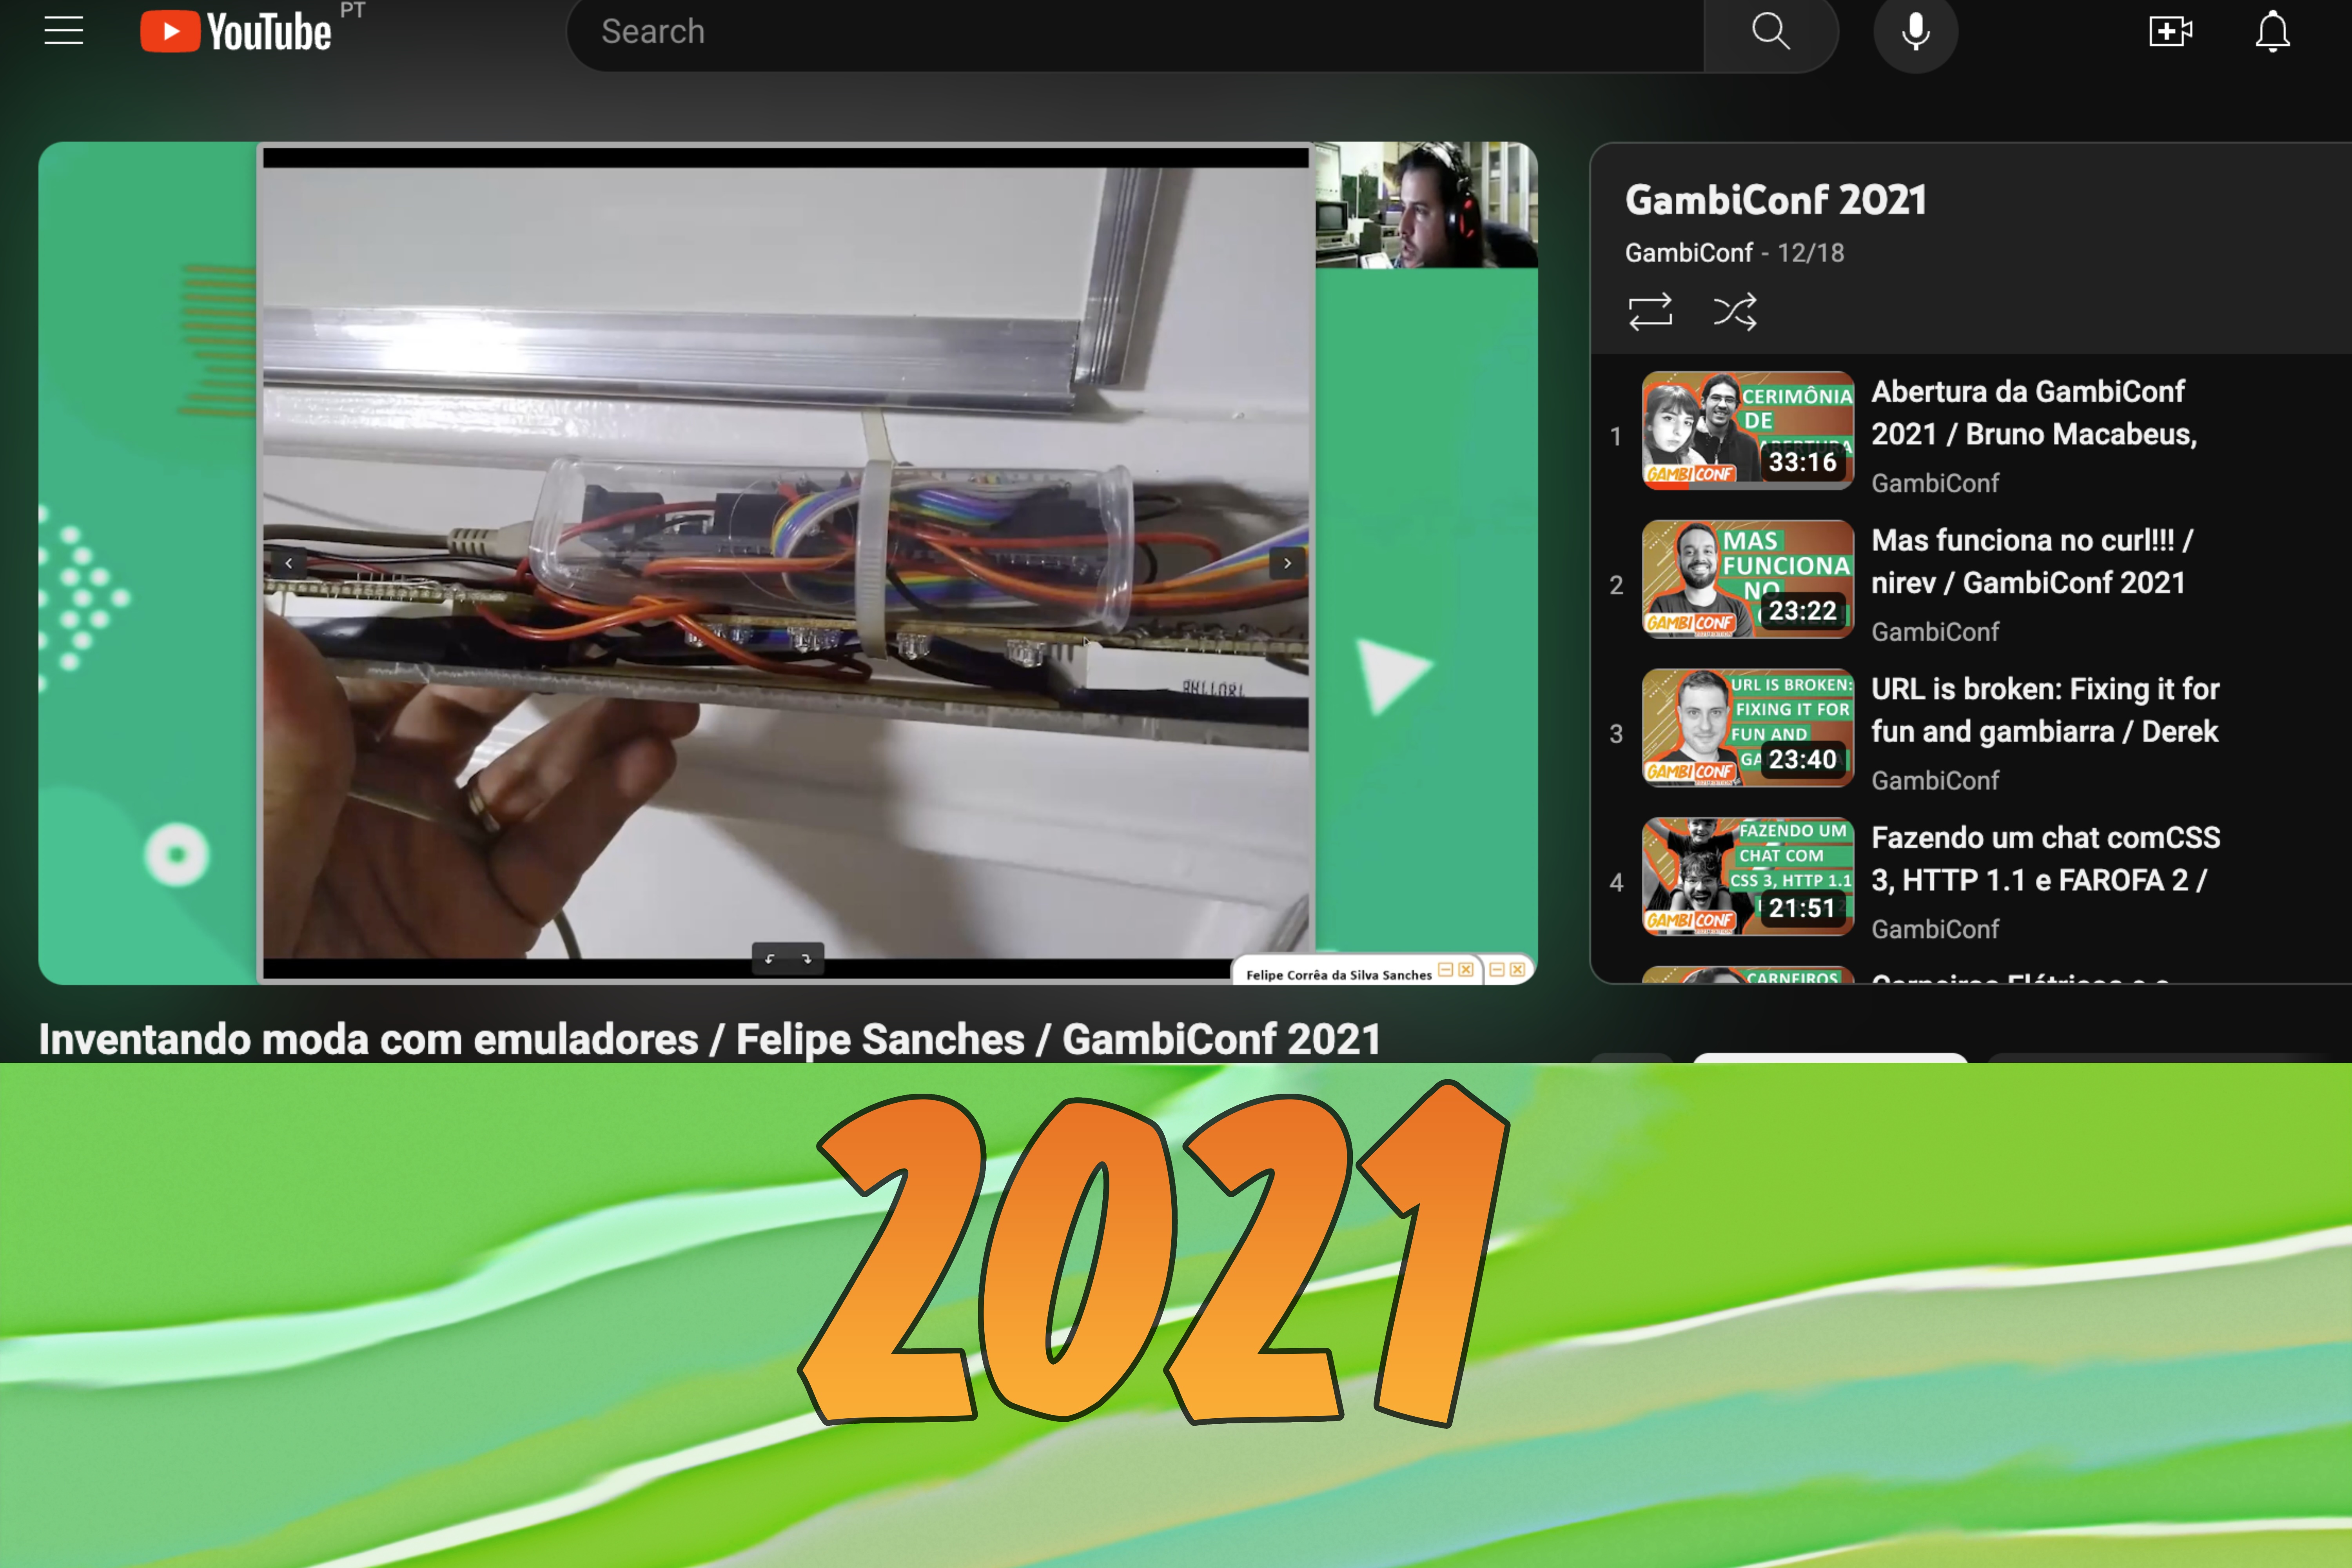 YouTube PT
Search
GambiConf 2021
GambiConf - 12/18
1
CERIMÔNIA
DE
ABERTURA
33:16
GAMBI CONF
Abertura da GambiConf
2021 / Bruno Macabeus,
GambiConf
2
MAS
FUNCIONA
NO
23:22
GAMBI CONF
Mas funciona no curl!!! /
nirev / GambiConf 2021
GambiConf
3
URL IS BROKEN:
FIXING IT FOR
FUN AND
23:40
GAMBI CONF
URL is broken: Fixing it for
fun and gambiarra / Derek
GambiConf
4
FAZENDO UM
CHAT COM
CSS 3, HTTP 1.1
21:51
GAMBI CONF
Fazendo um chat comCSS
3, HTTP 1.1 e FAROFA 2 /
GambiConf
CARNEIROS
Carneiros Elétricos e o
Felipe Corrêa da Silva Sanches
Inventando moda com emuladores / Felipe Sanches / GambiConf 2021
2021